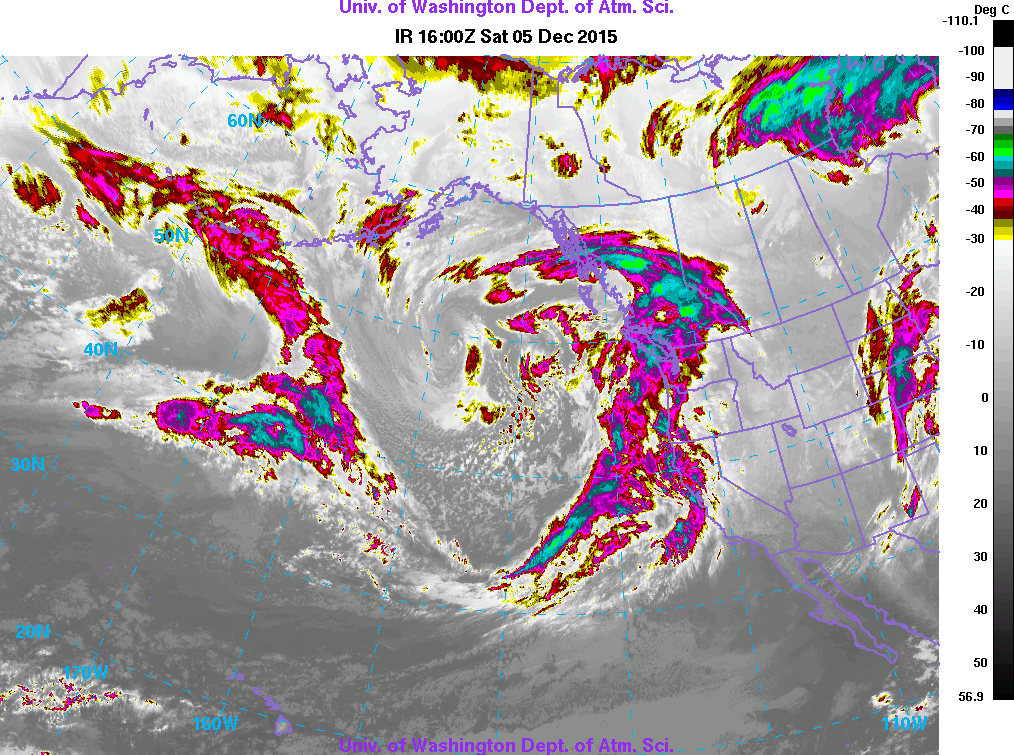 Univ. of Washington Dept. of Atm. Sci.
Deg C
-110.1
IR 16:00Z Sat 05 Dec 2015
-100
-90
-80
60N
-70
-60
-50
-40
50N
-30
-20
40N
-10
0
10
30N
20
30
40
20N
50
170W
56.9
160W
110W
Univ. of Washington Dept. of Atm. Sci.